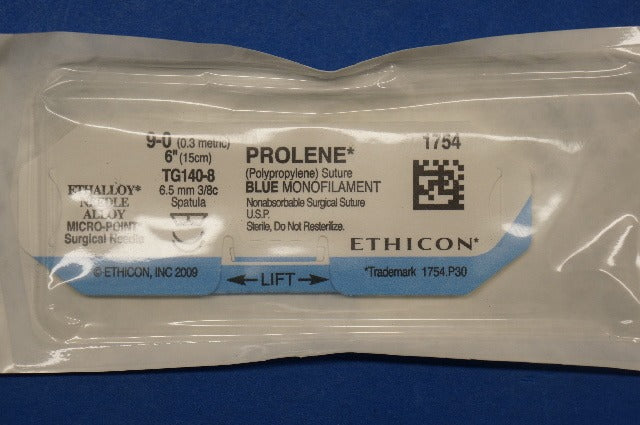 9-0 (0.3 metric)
6" (15cm)
TG140-8
6.5 mm 3/8c
Spatula
ETHALLOY*
NEEDLE
ALLOY
MICRO-POINT
Surgical Needle
PROLENE*
(Polypropylene) Suture
BLUE MONOFILAMENT
Nonabsorbable Surgical Suture
U.S.P.
Sterile, Do Not Resterilize.
1754
ETHICON*
© ETHICON, INC 2009
←LIFT→
*Trademark 1754.P30